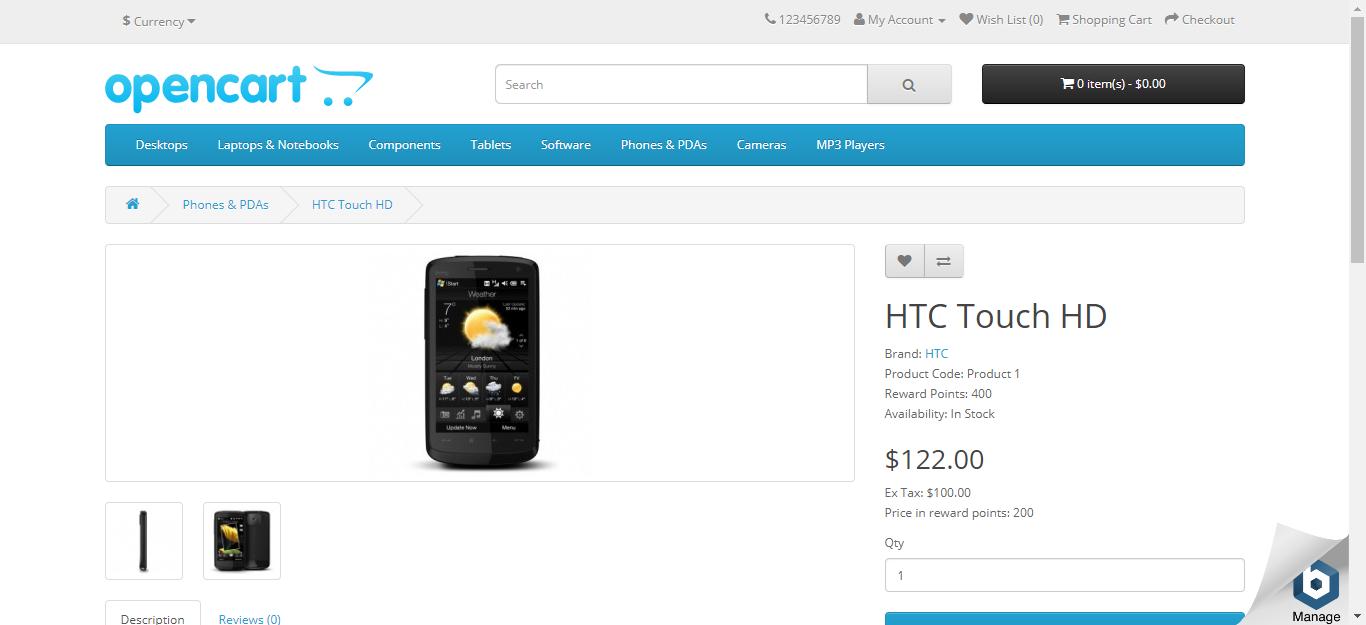 $ Currency
123456789 My Account Wish List (0) Shopping Cart Checkout
opencart
Search
0 item(s) - $0.00
Desktops Laptops & Notebooks Components Tablets Software Phones & PDAs Cameras MP3 Players
Phones & PDAs HTC Touch HD
Start
Weather
7°
London
Mostly Sunny
Tue Wed Thu Fri
Update Now Menu
HTC Touch HD
Brand: HTC
Product Code: Product 1
Reward Points: 400
Availability: In Stock
$122.00
Ex Tax: $100.00
Price in reward points: 200
Qty
1
Description Reviews (0)
b
Manage